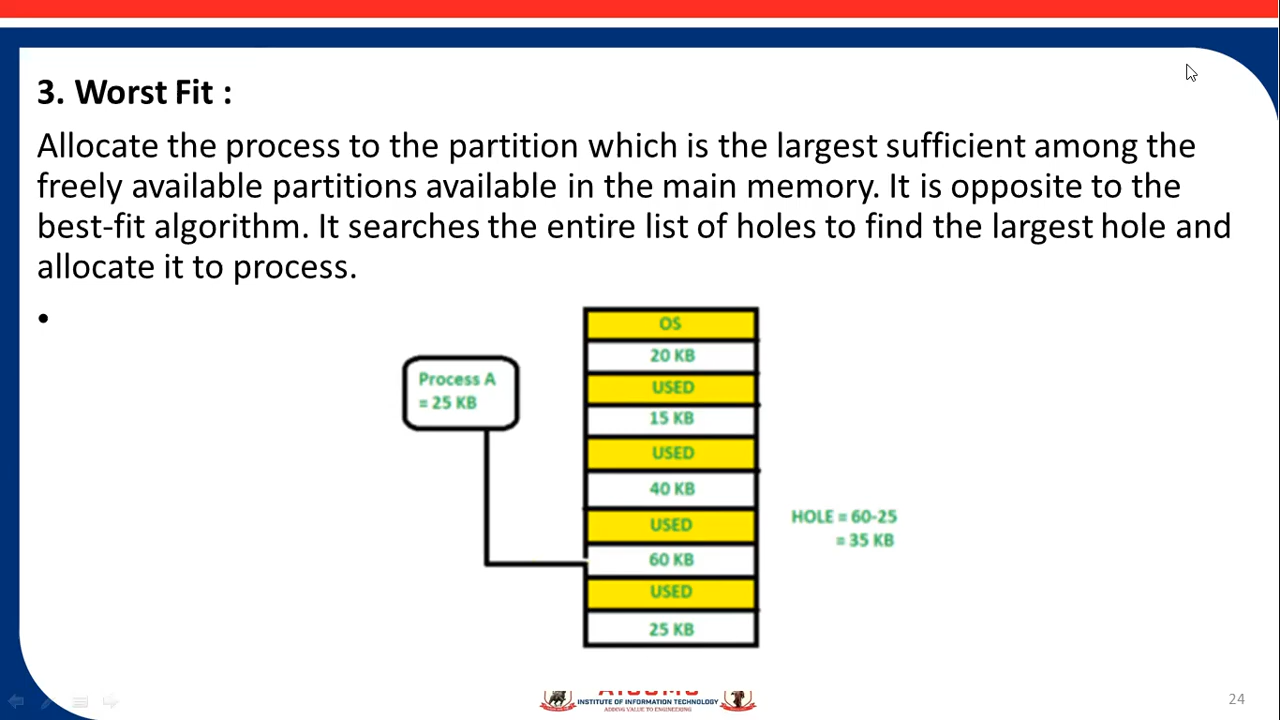 3. Worst Fit :
Allocate the process to the partition which is the largest sufficient among the
freely available partitions available in the main memory. It is opposite to the
best-fit algorithm. It searches the entire list of holes to find the largest hole and
allocate it to process.
•
OS
20 KB
Process A
= 25 KB
USED
15 KB
USED
40 KB
HOLE = 60-25
= 35 KB
USED
60 KB
USED
25 KB
INSTITUTE OF INFORMATION TECHNOLOGY
ADDING VALUE TO ENGINEERING
24